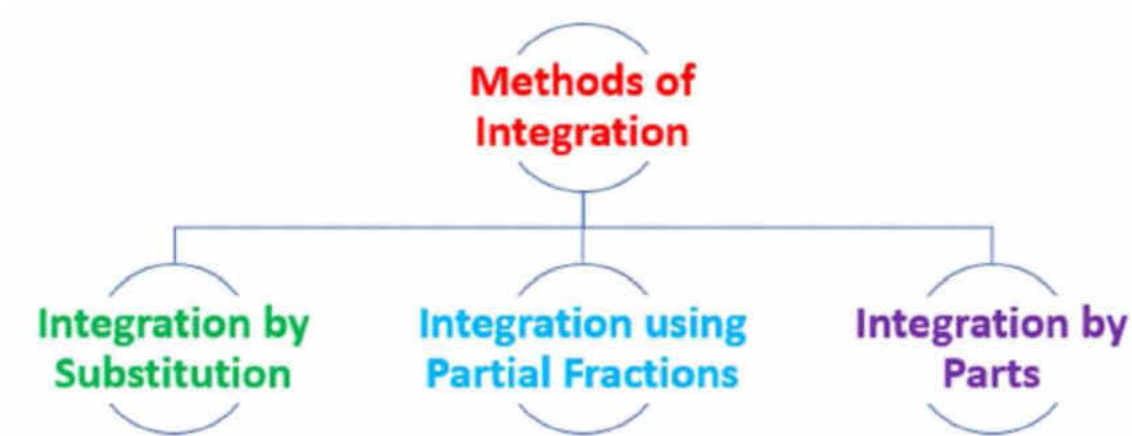 Methods of
Integration
Integration by
Substitution
Integration using
Partial Fractions
Integration by
Parts